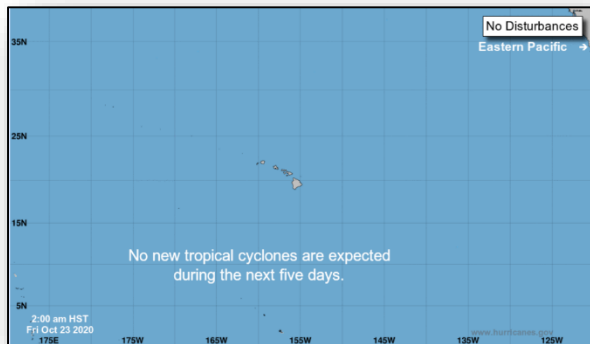 No Disturbances
Eastern Pacific →
35N
25N
15N
No new tropical cyclones are expected
during the next five days.
5N
2:00 am HST
Fri Oct 23 2020
www.hurricanes.gov
175E 175W 165W 155W 145W 135W 125W